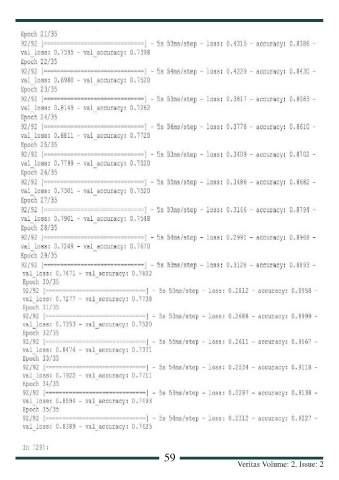 Epoch 21/35
92/92 [==============================] - 5s 53ms/step - loss: 0.4315 - accuracy: 0.8386 -
val_loss: 0.7595 - val_accuracy: 0.7398
Epoch 22/35
92/92 [==============================] - 5s 54ms/step - loss: 0.4229 - accuracy: 0.8430 -
val_loss: 0.6980 - val_accuracy: 0.7520
Epoch 23/35
92/92 [==============================] - 5s 53ms/step - loss: 0.3817 - accuracy: 0.8583 -
val_loss: 0.8149 - val_accuracy: 0.7262
Epoch 24/35
92/92 [==============================] - 5s 56ms/step - loss: 0.3776 - accuracy: 0.8610 -
val_loss: 0.6811 - val_accuracy: 0.7725
Epoch 25/35
92/92 [==============================] - 5s 53ms/step - loss: 0.3409 - accuracy: 0.8702 -
val_loss: 0.7799 - val_accuracy: 0.7520
Epoch 26/35
92/92 [==============================] - 5s 55ms/step - loss: 0.3486 - accuracy: 0.8682 -
val_loss: 0.7381 - val_accuracy: 0.7520
Epoch 27/35
92/92 [==============================] - 5s 53ms/step - loss: 0.3166 - accuracy: 0.8794 -
val_loss: 0.7901 - val_accuracy: 0.7548
Epoch 28/35
92/92 [==============================] - 5s 54ms/step - loss: 0.2991 - accuracy: 0.8968 -
val_loss: 0.7249 - val_accuracy: 0.7670
Epoch 29/35
92/92 [==============================] - 5s 53ms/step - loss: 0.3129 - accuracy: 0.8893 -
val_loss: 0.7471 - val_accuracy: 0.7602
Epoch 30/35
92/92 [==============================] - 5s 53ms/step - loss: 0.2812 - accuracy: 0.8958 -
val_loss: 0.7277 - val_accuracy: 0.7738
Epoch 31/35
92/92 [==============================] - 5s 53ms/step - loss: 0.2688 - accuracy: 0.8999 -
val_loss: 0.7553 - val_accuracy: 0.7520
Epoch 32/35
92/92 [==============================] - 5s 55ms/step - loss: 0.2611 - accuracy: 0.9067 -
val_loss: 0.8474 - val_accuracy: 0.7371
Epoch 33/35
92/92 [==============================] - 5s 54ms/step - loss: 0.2534 - accuracy: 0.9118 -
val_loss: 0.7922 - val_accuracy: 0.7711
Epoch 34/35
92/92 [==============================] - 5s 53ms/step - loss: 0.2297 - accuracy: 0.9138 -
val_loss: 0.8594 - val_accuracy: 0.7493
Epoch 35/35
92/92 [==============================] - 5s 56ms/step - loss: 0.2312 - accuracy: 0.9227 -
val_loss: 0.8389 - val_accuracy: 0.7425
In [29]:
59
Veritas Volume: 2, Issue: 2